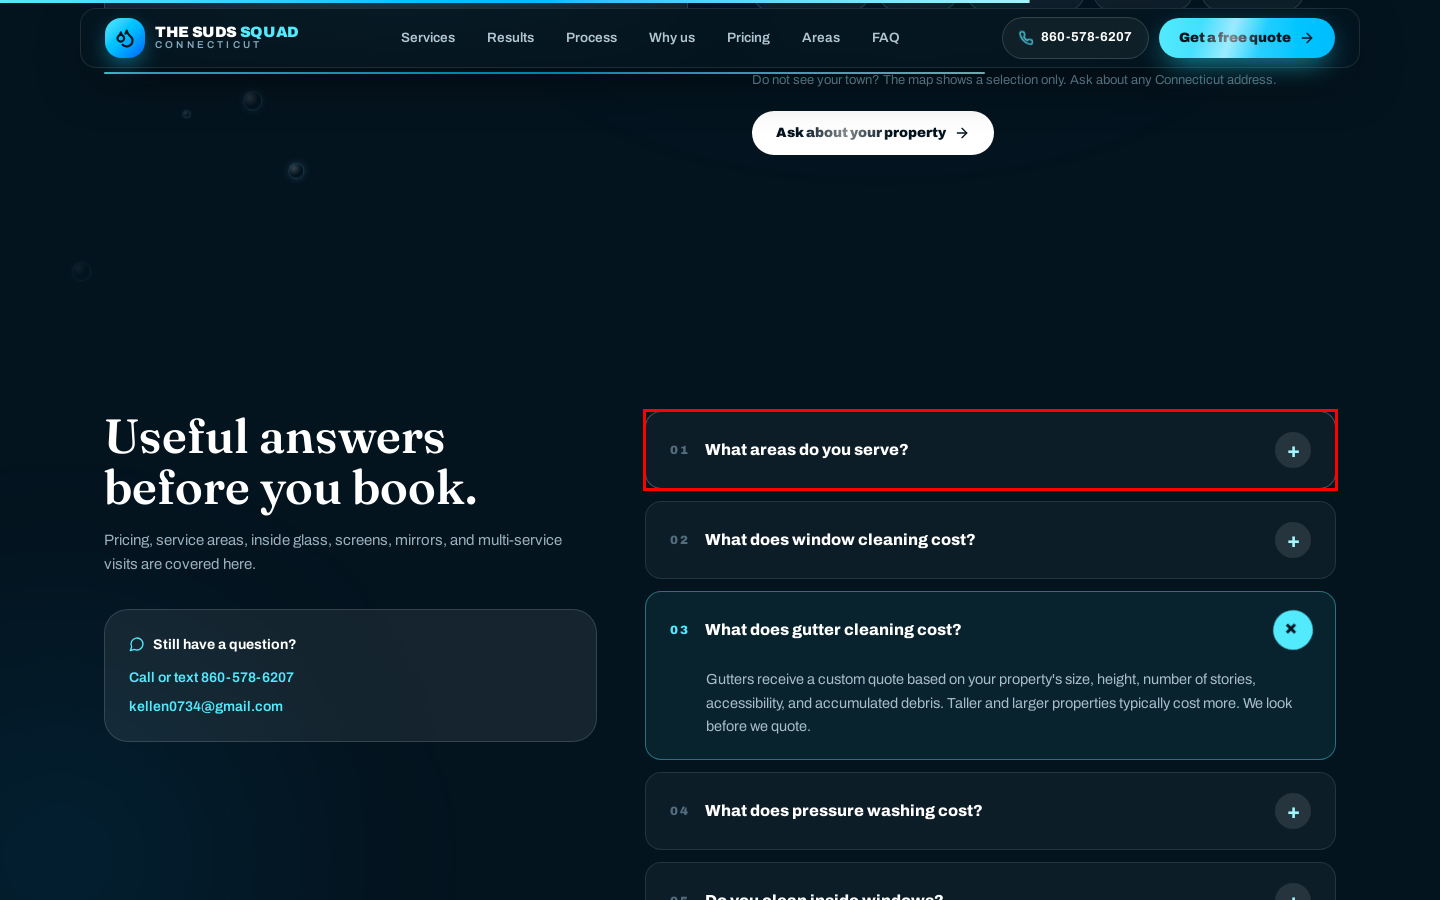 THE SUDS SQUAD
CONNECTICUT
Services
Results
Process
Why us
Pricing
Areas
FAQ
860-578-6207
Get a free quote
Do not see your town? The map shows a selection only. Ask about any Connecticut address.
Ask about your property
Useful answers
before you book.
Pricing, service areas, inside glass, screens, mirrors, and multi-service
visits are covered here.
Still have a question?
Call or text 860-578-6207
kellen0734@gmail.com
01 What areas do you serve? +
02 What does window cleaning cost? +
03 What does gutter cleaning cost?
Gutters receive a custom quote based on your property's size, height, number of stories,
accessibility, and accumulated debris. Taller and larger properties typically cost more. We look
before we quote.
04 What does pressure washing cost? +
Do you clean inside windows?